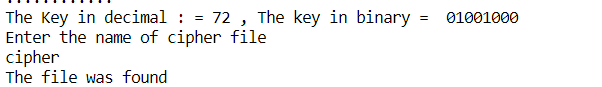 The Key in decimal : = 72 , The key in binary =  01001000
Enter the name of cipher file
cipher
The file was found